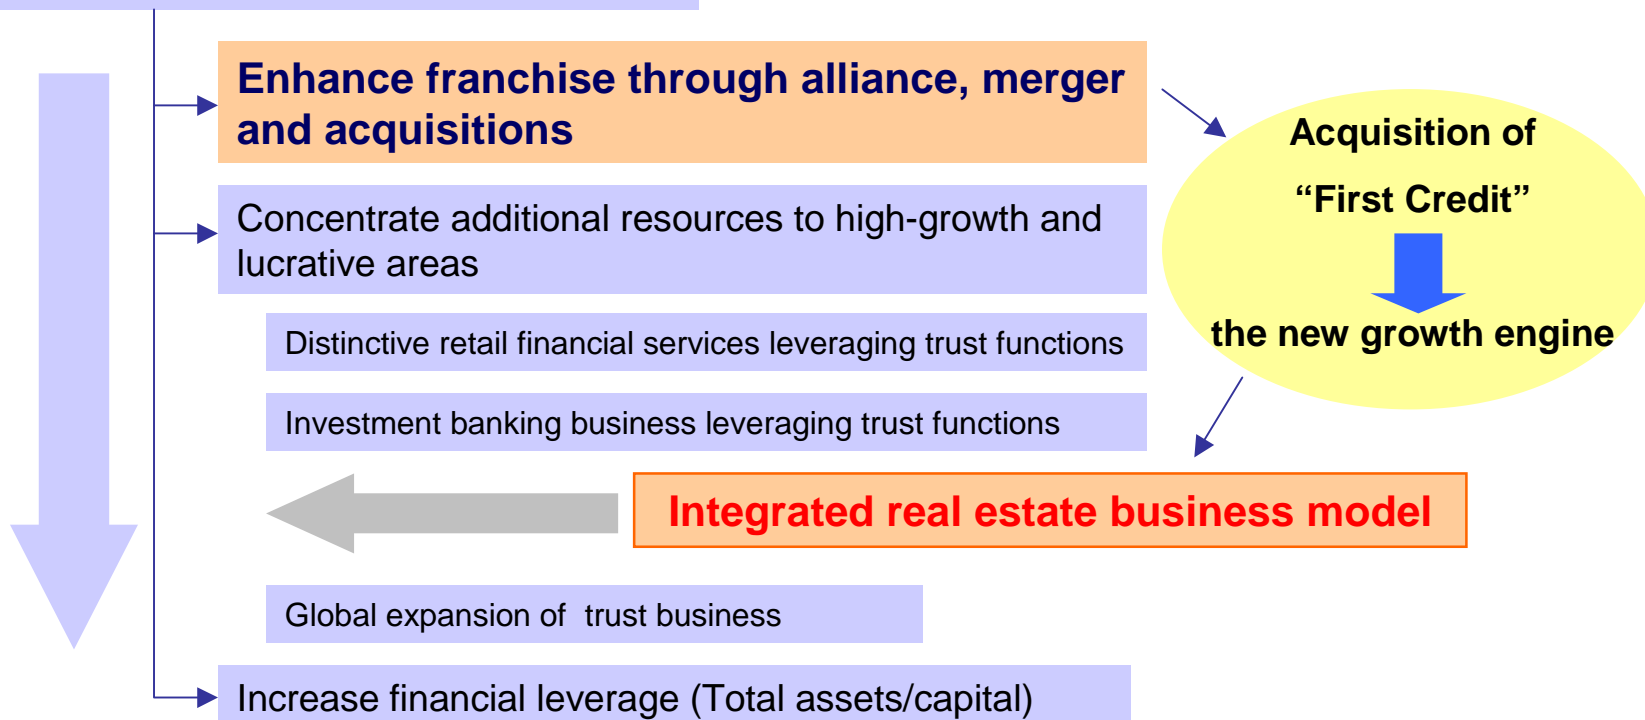 Enhance franchise through alliance, merger
and acquisitions
Acquisition of
“First Credit”
the new growth engine
Concentrate additional resources to high-growth and
lucrative areas
Distinctive retail financial services leveraging trust functions
Investment banking business leveraging trust functions
Integrated real estate business model
Global expansion of trust business
Increase financial leverage (Total assets/capital)